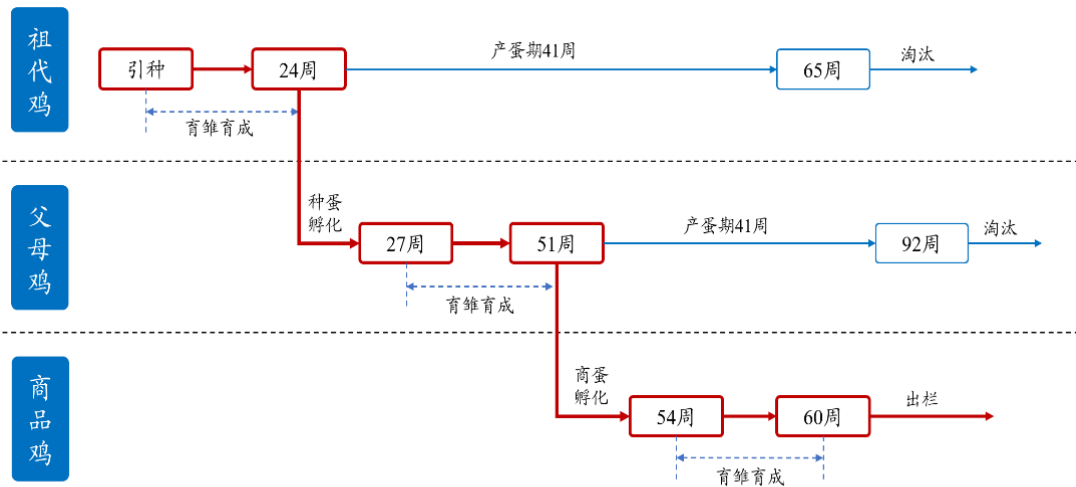 祖代鸡
引种
24周
产蛋期41周
65周
淘汰
育雏育成
父母鸡
种蛋
孵化
27周
51周
产蛋期41周
92周
淘汰
育雏育成
商品鸡
商蛋
孵化
54周
60周
出栏
育雏育成